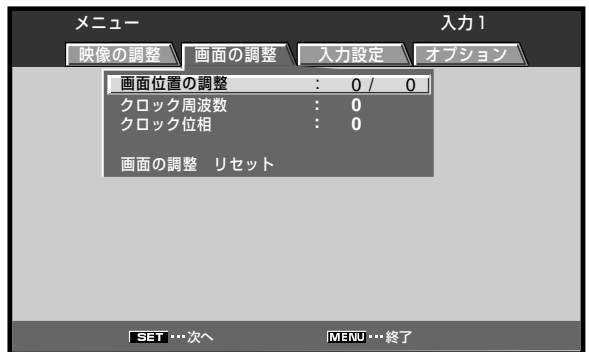 メニュー 入力1
映像の調整 画面の調整 入力設定 オプション
画面位置の調整 : 0 / 0
クロック周波数 : 0
クロック位相 : 0
画面の調整 リセット
SET ･･･次へ MENU ･･･終了